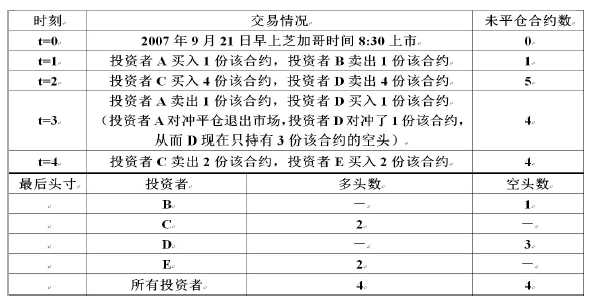 时刻 交易情况 未平仓合约数
t=0 2007 年 9 月 21 日早上芝加哥时间 8:30 上市 0
t=1 投资者 A 买入 1 份该合约，投资者 B 卖出 1 份该合约 1
t=2 投资者 C 买入 4 份该合约，投资者 D 卖出 4 份该合约 5
投资者 A 卖出 1 份该合约，投资者 D 买入 1 份该合约
t=3 （投资者 A 对冲平仓退出市场，投资者 D 对冲了 1 份该合约， 4
从而 D 现在只持有 3 份该合约的空头）
t=4 投资者 C 卖出 2 份该合约，投资者 E 买入 2 份该合约 4
最后头寸 投资者 多头数 空头数
B — 1
C 2 —
D — 3
E 2 —
所有投资者 4 4